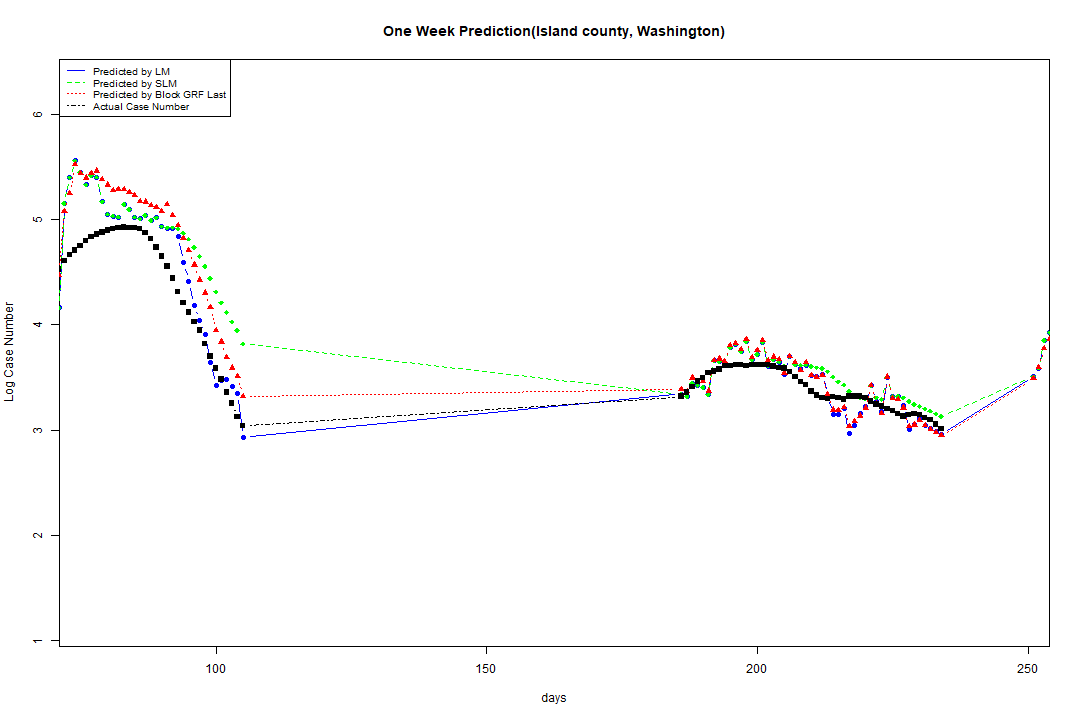 One Week Prediction(Island county, Washington)
Predicted by LM
Predicted by SLM
Predicted by Block GRF Last
Actual Case Number
6
5
4
3
2
1
Log Case Number
100 150 200 250
days